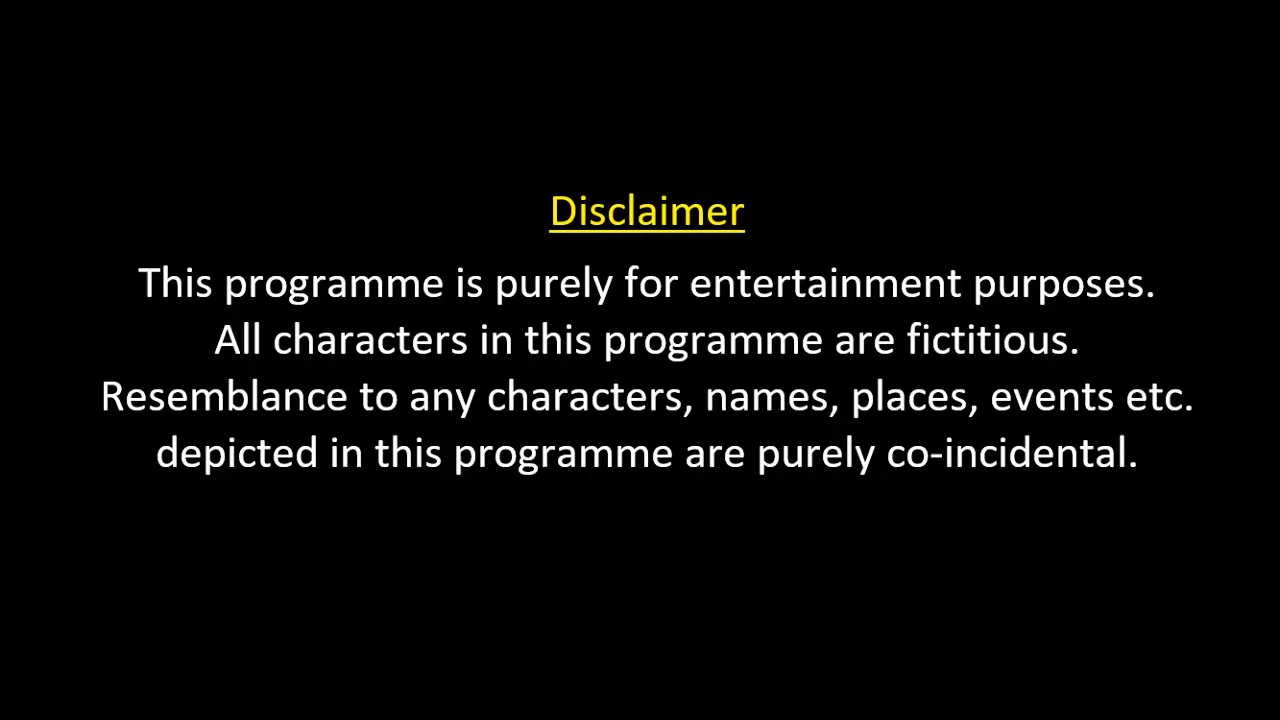 Disclaimer
This programme is purely for entertainment purposes.
All characters in this programme are fictitious.
Resemblance to any characters, names, places, events etc.
depicted in this programme are purely co-incidental.